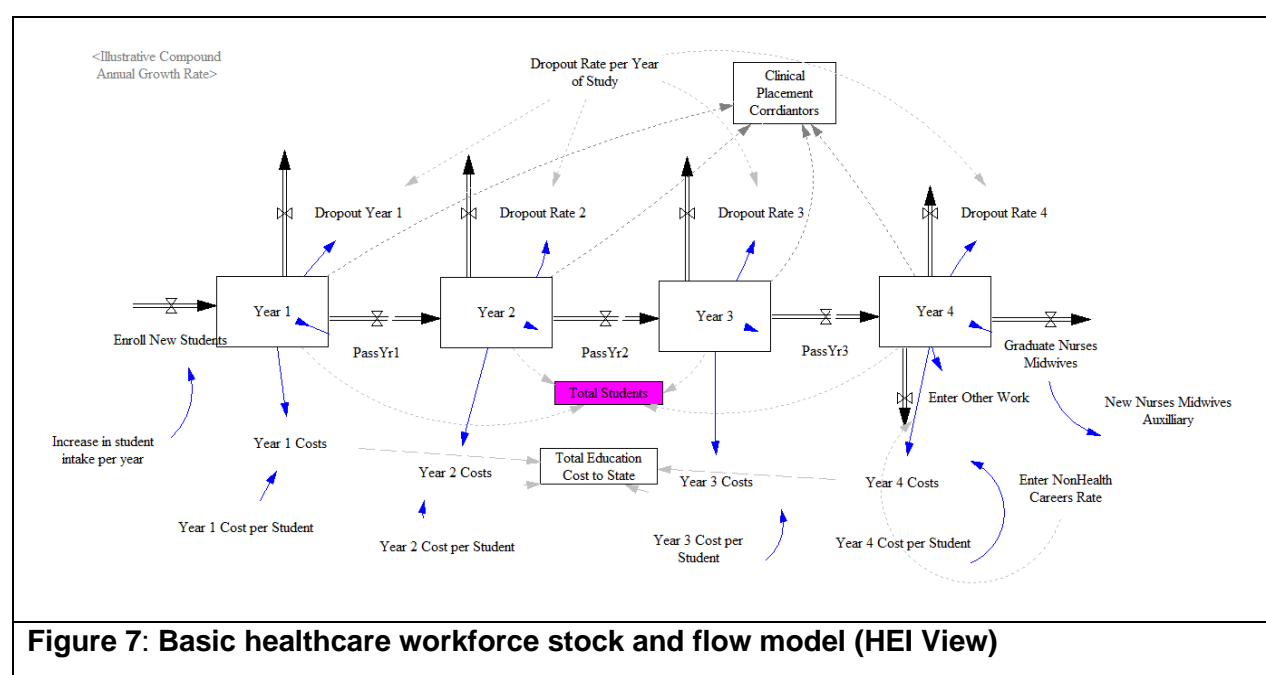 <Illustrative Compound
Annual Growth Rate>
Dropout Rate per Year
of Study
Clinical
Placement
Corrdiantors
Dropout Year 1
Dropout Rate 2
Dropout Rate 3
Dropout Rate 4
Year 1
Year 2
Year 3
Year 4
Enroll New Students
PassYr1
PassYr2
PassYr3
Graduate Nurses
Midwives
Total Students
Enter Other Work
New Nurses Midwives
Auxilliary
Increase in student
intake per year
Year 1 Costs
Year 2 Costs
Total Education
Cost to State
Year 3 Costs
Year 4 Costs
Enter NonHealth
Careers Rate
Year 1 Cost per Student
Year 2 Cost per Student
Year 3 Cost per
Student
Year 4 Cost per Student
Figure 7: Basic healthcare workforce stock and flow model (HEI View)